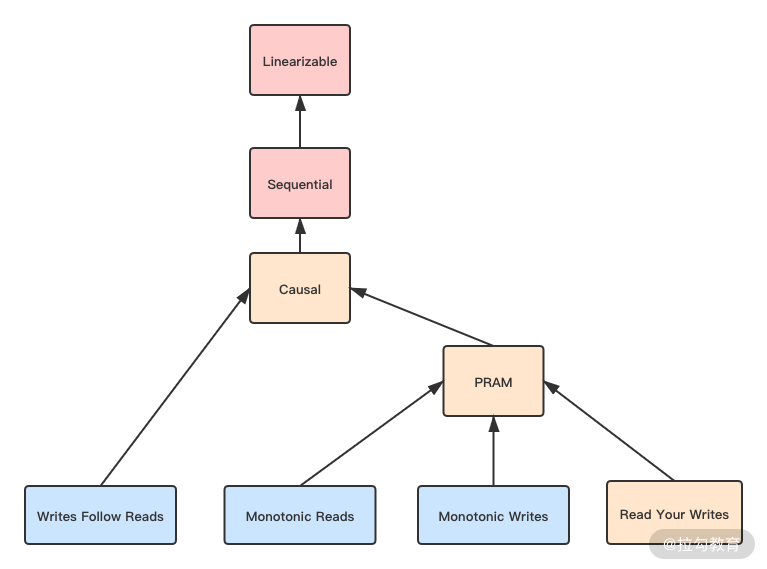 Linearizable
Sequential
Causal
PRAM
Writes Follow Reads
Monotonic Reads
Monotonic Writes
Read Your Writes
@拉勾教育